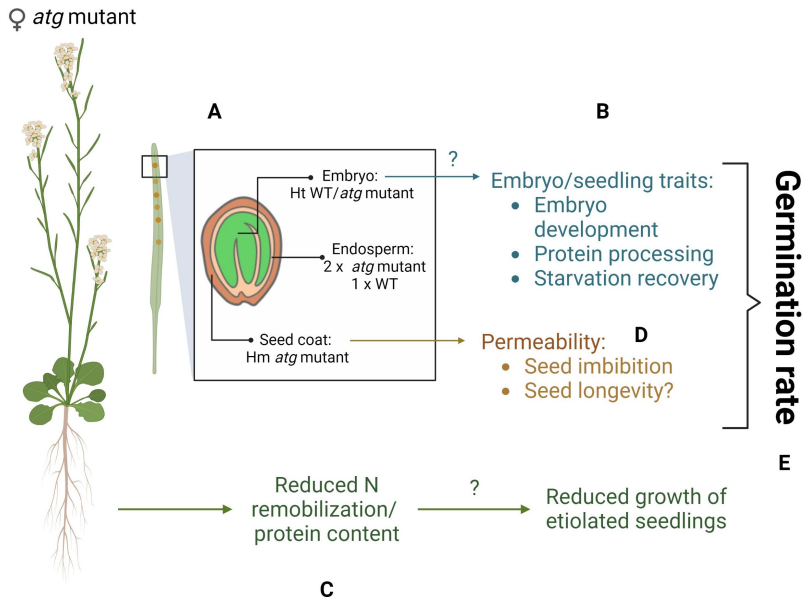 ♀ atg mutant
A
B
Embryo:
Ht WT/atg mutant
?
Embryo/seedling traits:
• Embryo
development
• Protein processing
• Starvation recovery
Endosperm:
2 x atg mutant
1 x WT
Seed coat:
Hm atg mutant
D
Permeability:
• Seed imbibition
• Seed longevity?
Germination rate
E
Reduced N
remobilization/
protein content
?
Reduced growth of
etiolated seedlings
C